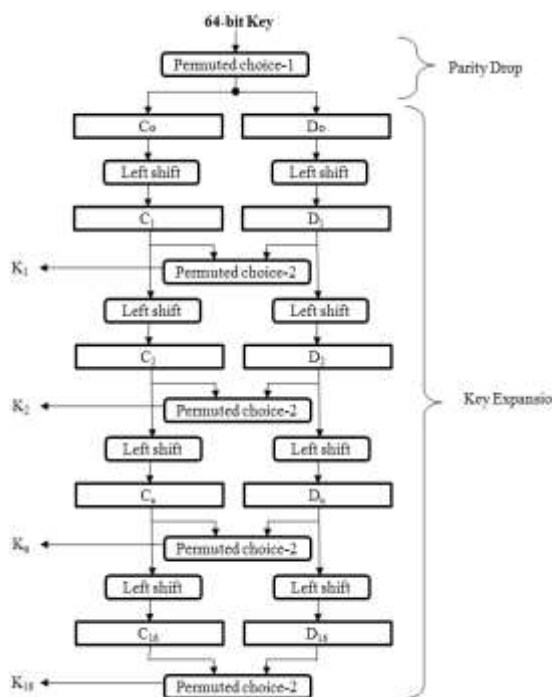 64-bit Key
Permuted choice-1
Parity Drop
C₀ D₀
Left shift Left shift
C₁ D₁
K₁ Permuted choice-2
Left shift Left shift
C₂ D₂
Key Expansion
K₂ Permuted choice-2
Left shift Left shift
Cₙ Dₙ
Kₙ Permuted choice-2
Left shift Left shift
C₁₆ D₁₆
K₁₆ Permuted choice-2